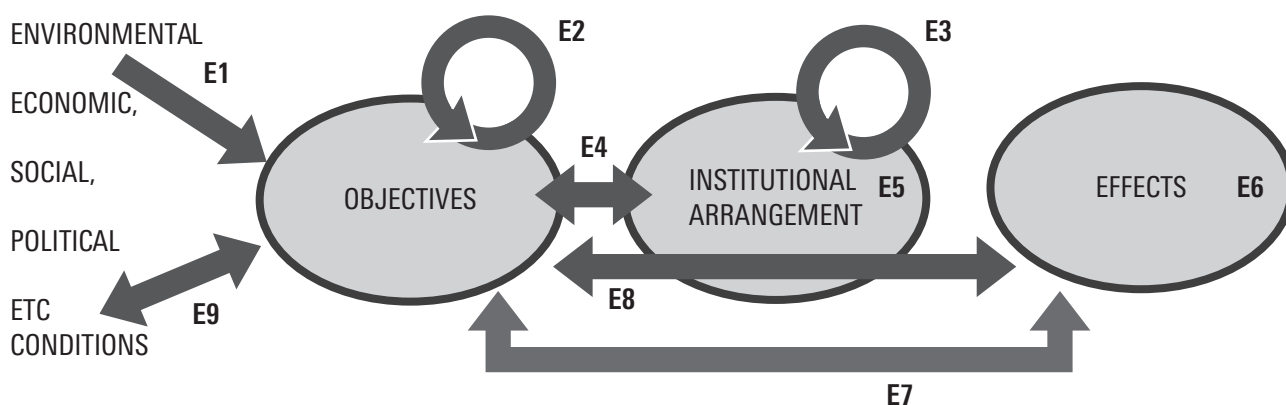 ENVIRONMENTAL
E1
ECONOMIC,
SOCIAL,
POLITICAL
E9
ETC
CONDITIONS
E2
OBJECTIVES
E4
E3
INSTITUTIONAL
ARRANGEMENT
E5
E8
E7
EFFECTS
E6